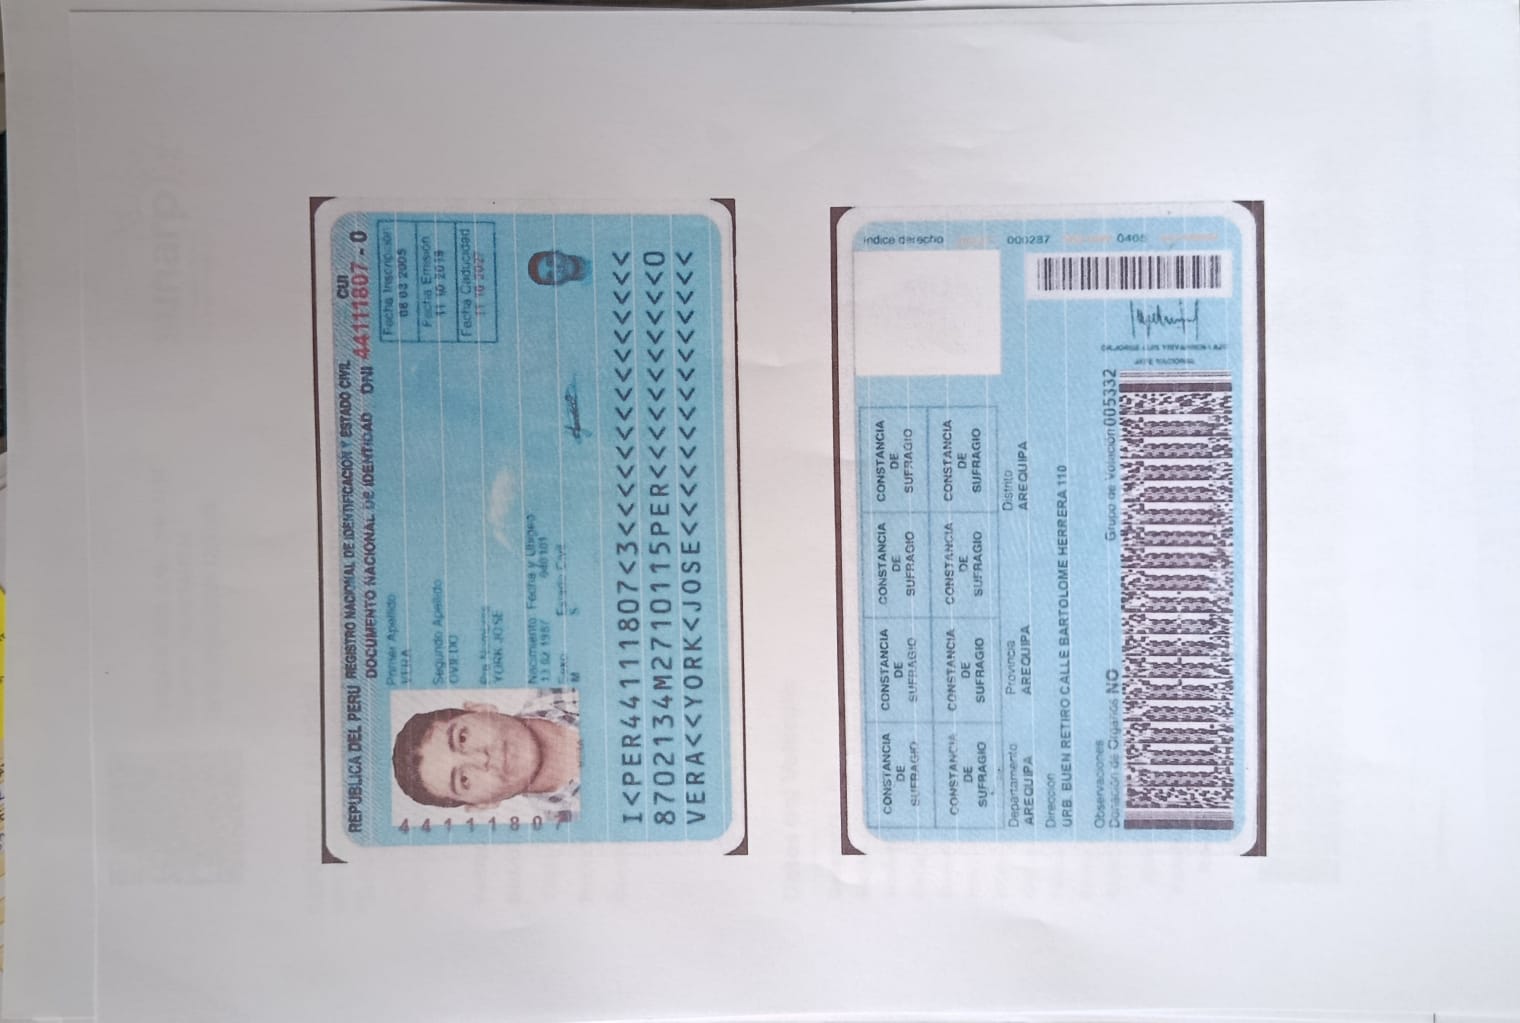 REPUBLICA DEL PERU REGISTRO NACIONAL DE IDENTIFICACION Y ESTADO CIVIL CUI
DOCUMENTO NACIONAL DE IDENTIDAD DNI 44111807 - 0
Primer Apellido
VERA
Segundo Apellido
OVIEDO
Pre Nombres
YORK JOSE
Nacimiento Fecha y Ubigeo
13 02 1987 040101
Sexo Estado Civil
M S
Fecha Inscripción
08 03 2005
Fecha Emisión
11 10 2019
Fecha Caducidad
11 10 2027
4411180
I<PER44111807<3<<<<<<<<<<<<<<<
8702134M2710115PER<<<<<<<<<<<0
VERA<<YORK<JOSE<<<<<<<<<<<<<<<
CONSTANCIA DE SUFRAGIO
CONSTANCIA DE SUFRAGIO
CONSTANCIA DE SUFRAGIO
CONSTANCIA DE SUFRAGIO
CONSTANCIA DE SUFRAGIO
CONSTANCIA DE SUFRAGIO
CONSTANCIA DE SUFRAGIO
CONSTANCIA DE SUFRAGIO
Indice derecho
000287
0405
Departamento Provincia Distrito
AREQUIPA AREQUIPA AREQUIPA
Dirección
URB. BUEN RETIRO CALLE BARTOLOME HERRERA 110
Observaciones
Donación de Organos NO Grupo de Votación 005332
JEFE NACIONAL